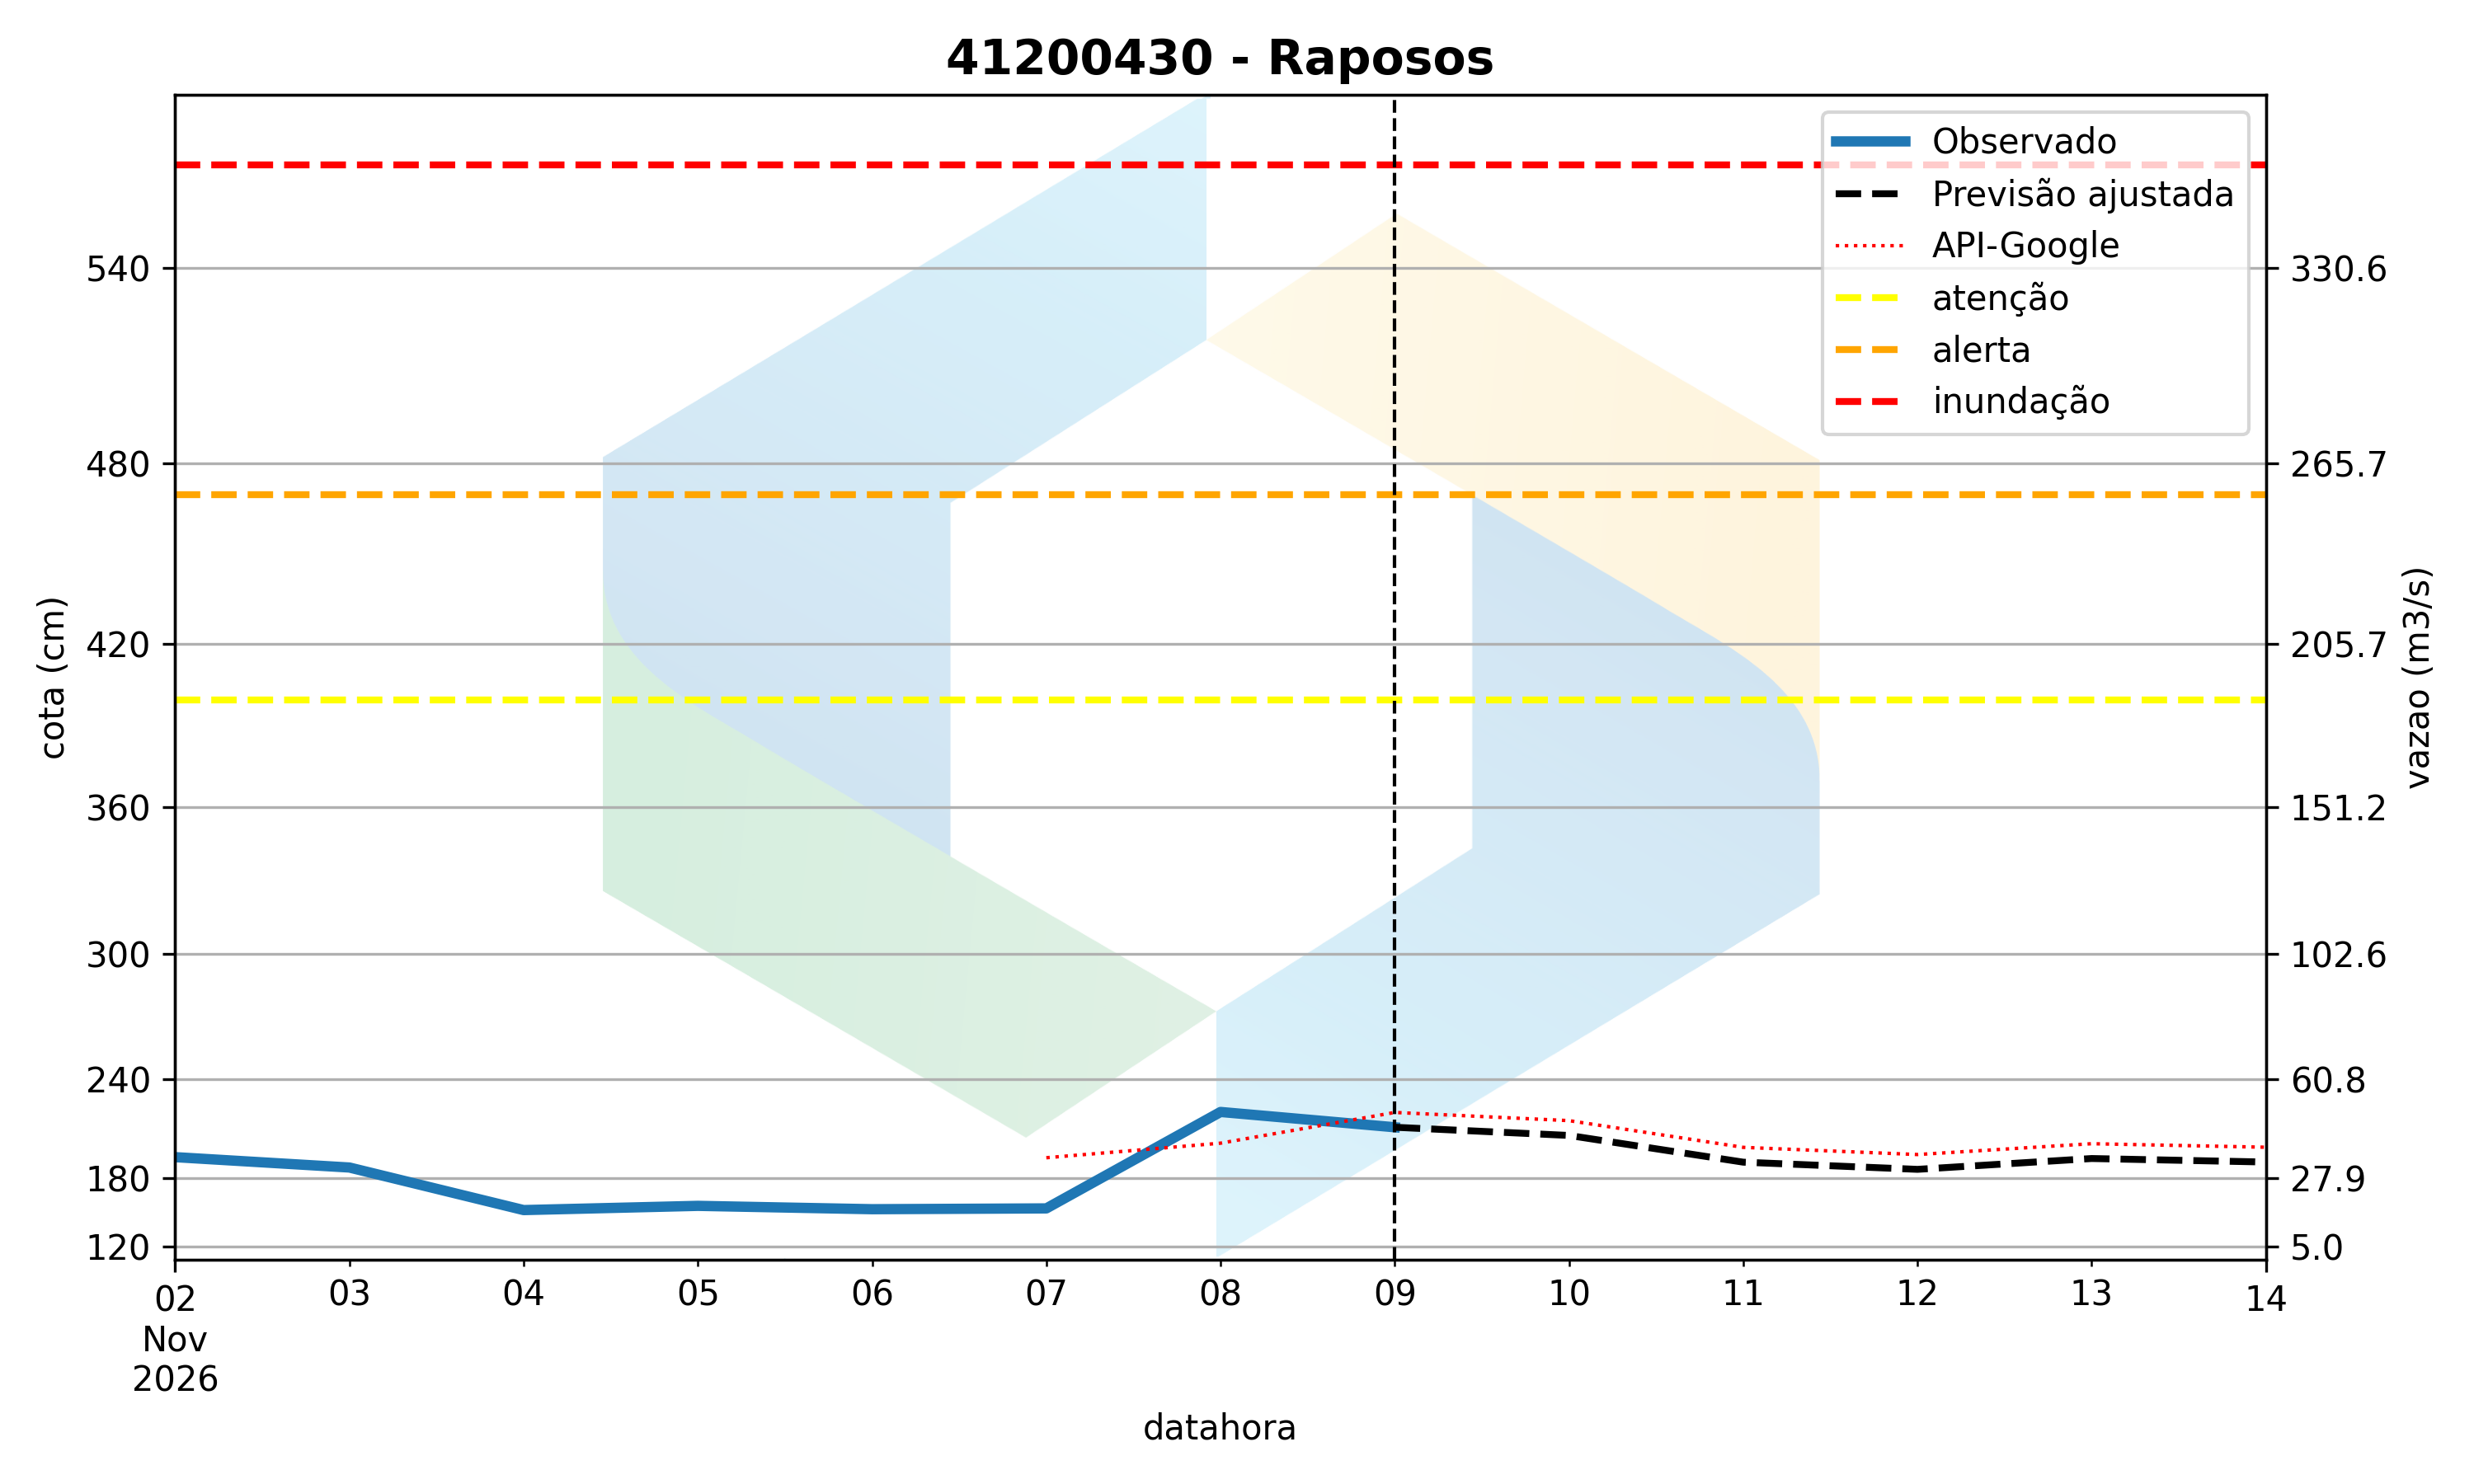 41200430 - Raposos
Observado
Previsão ajustada
API-Google
atenção
alerta
inundação
540
480
420
360
300
240
180
120
cota (cm)
330.6
265.7
205.7
151.2
102.6
60.8
27.9
5.0
vazao (m3/s)
02 03 04 05 06 07 08 09 10 11 12 13 14
Nov
2026
datahora